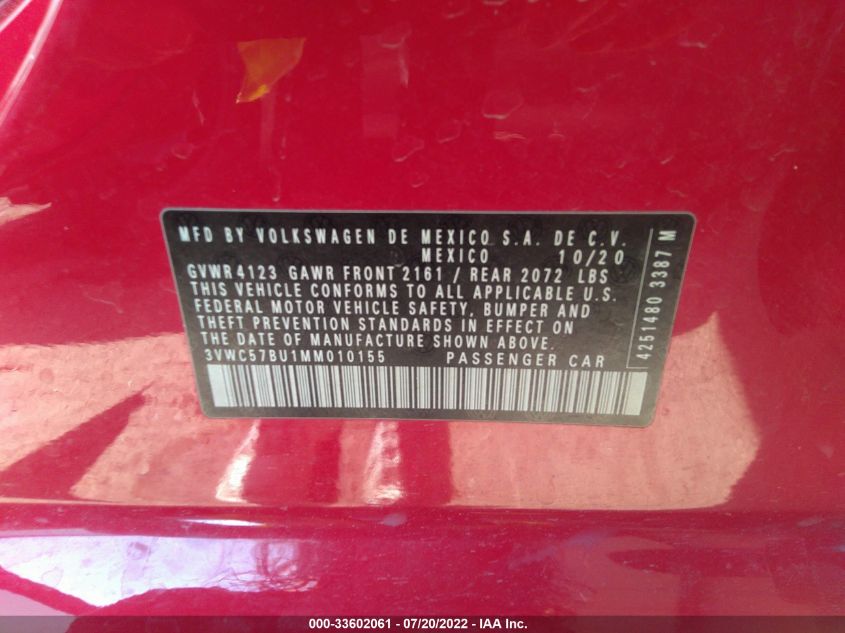 MFD BY VOLKSWAGEN DE MEXICO S.A. DE C.V.
MEXICO 10/20
GVWR 4123 GAWR FRONT 2161 / REAR 2072 LBS
THIS VEHICLE CONFORMS TO ALL APPLICABLE U.S.
FEDERAL MOTOR VEHICLE SAFETY, BUMPER AND
THEFT PREVENTION STANDARDS IN EFFECT ON
THE DATE OF MANUFACTURE SHOWN ABOVE.
3VWC57BU1MM010155 PASSENGER CAR
4251480 3387 M
000-33602061 - 07/20/2022 - IAA Inc.